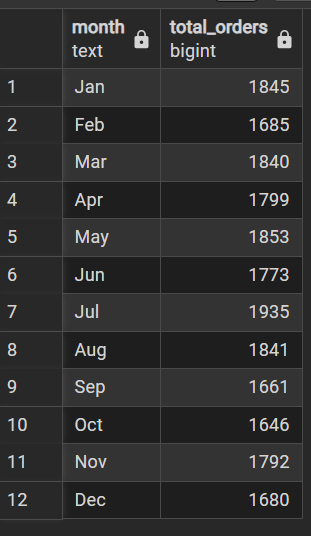 month total_orders
text bigint
1 Jan 1845
2 Feb 1685
3 Mar 1840
4 Apr 1799
5 May 1853
6 Jun 1773
7 Jul 1935
8 Aug 1841
9 Sep 1661
10 Oct 1646
11 Nov 1792
12 Dec 1680